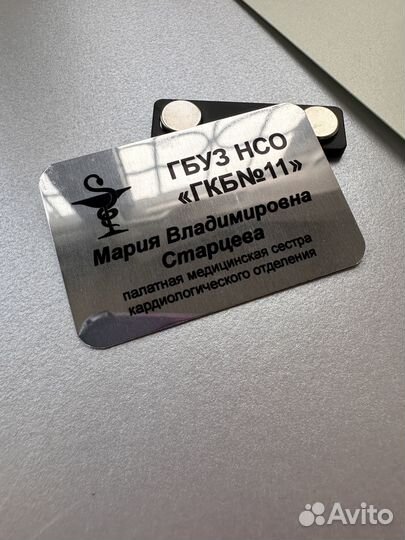 ГБУЗ НСО
«ГКБ№11»
Мария Владимировна
Старцева
палатная медицинская сестра
кардиологического отделения
Avito